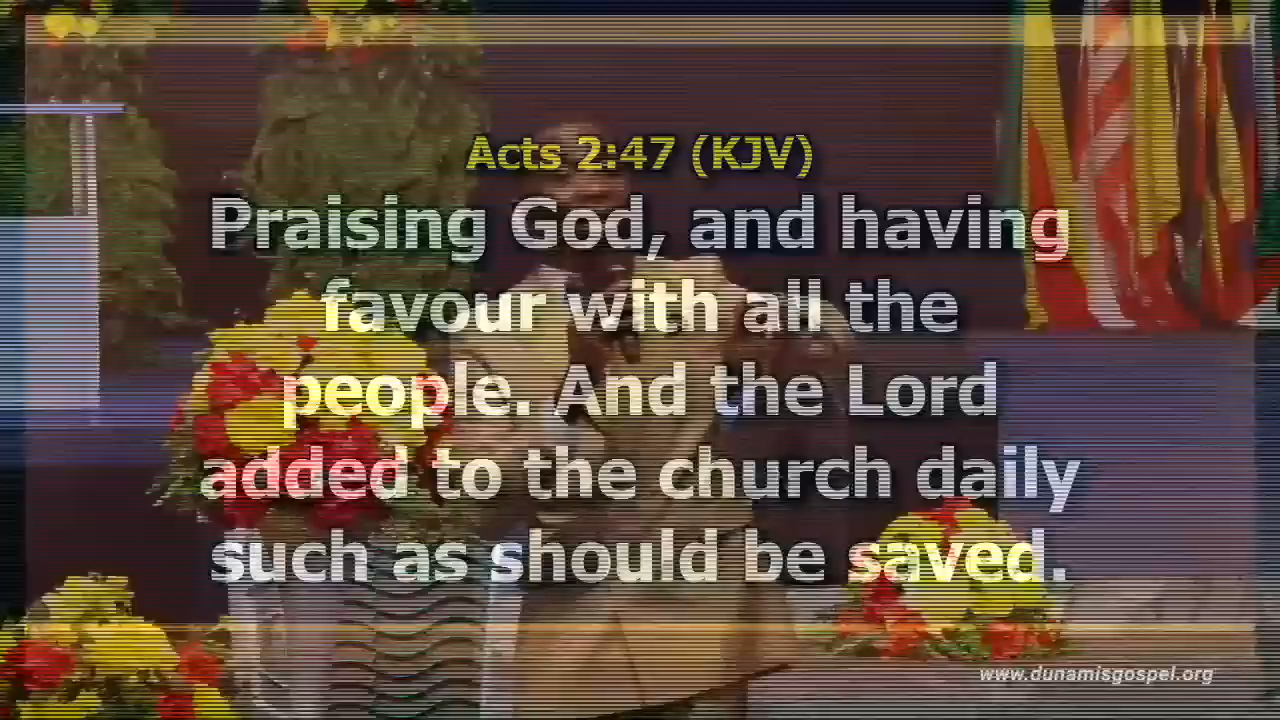 Acts 2:47 (KJV)
Praising God, and having
favour with all the
people. And the Lord
added to the church daily
such as should be saved.
www.dunamisgospel.org